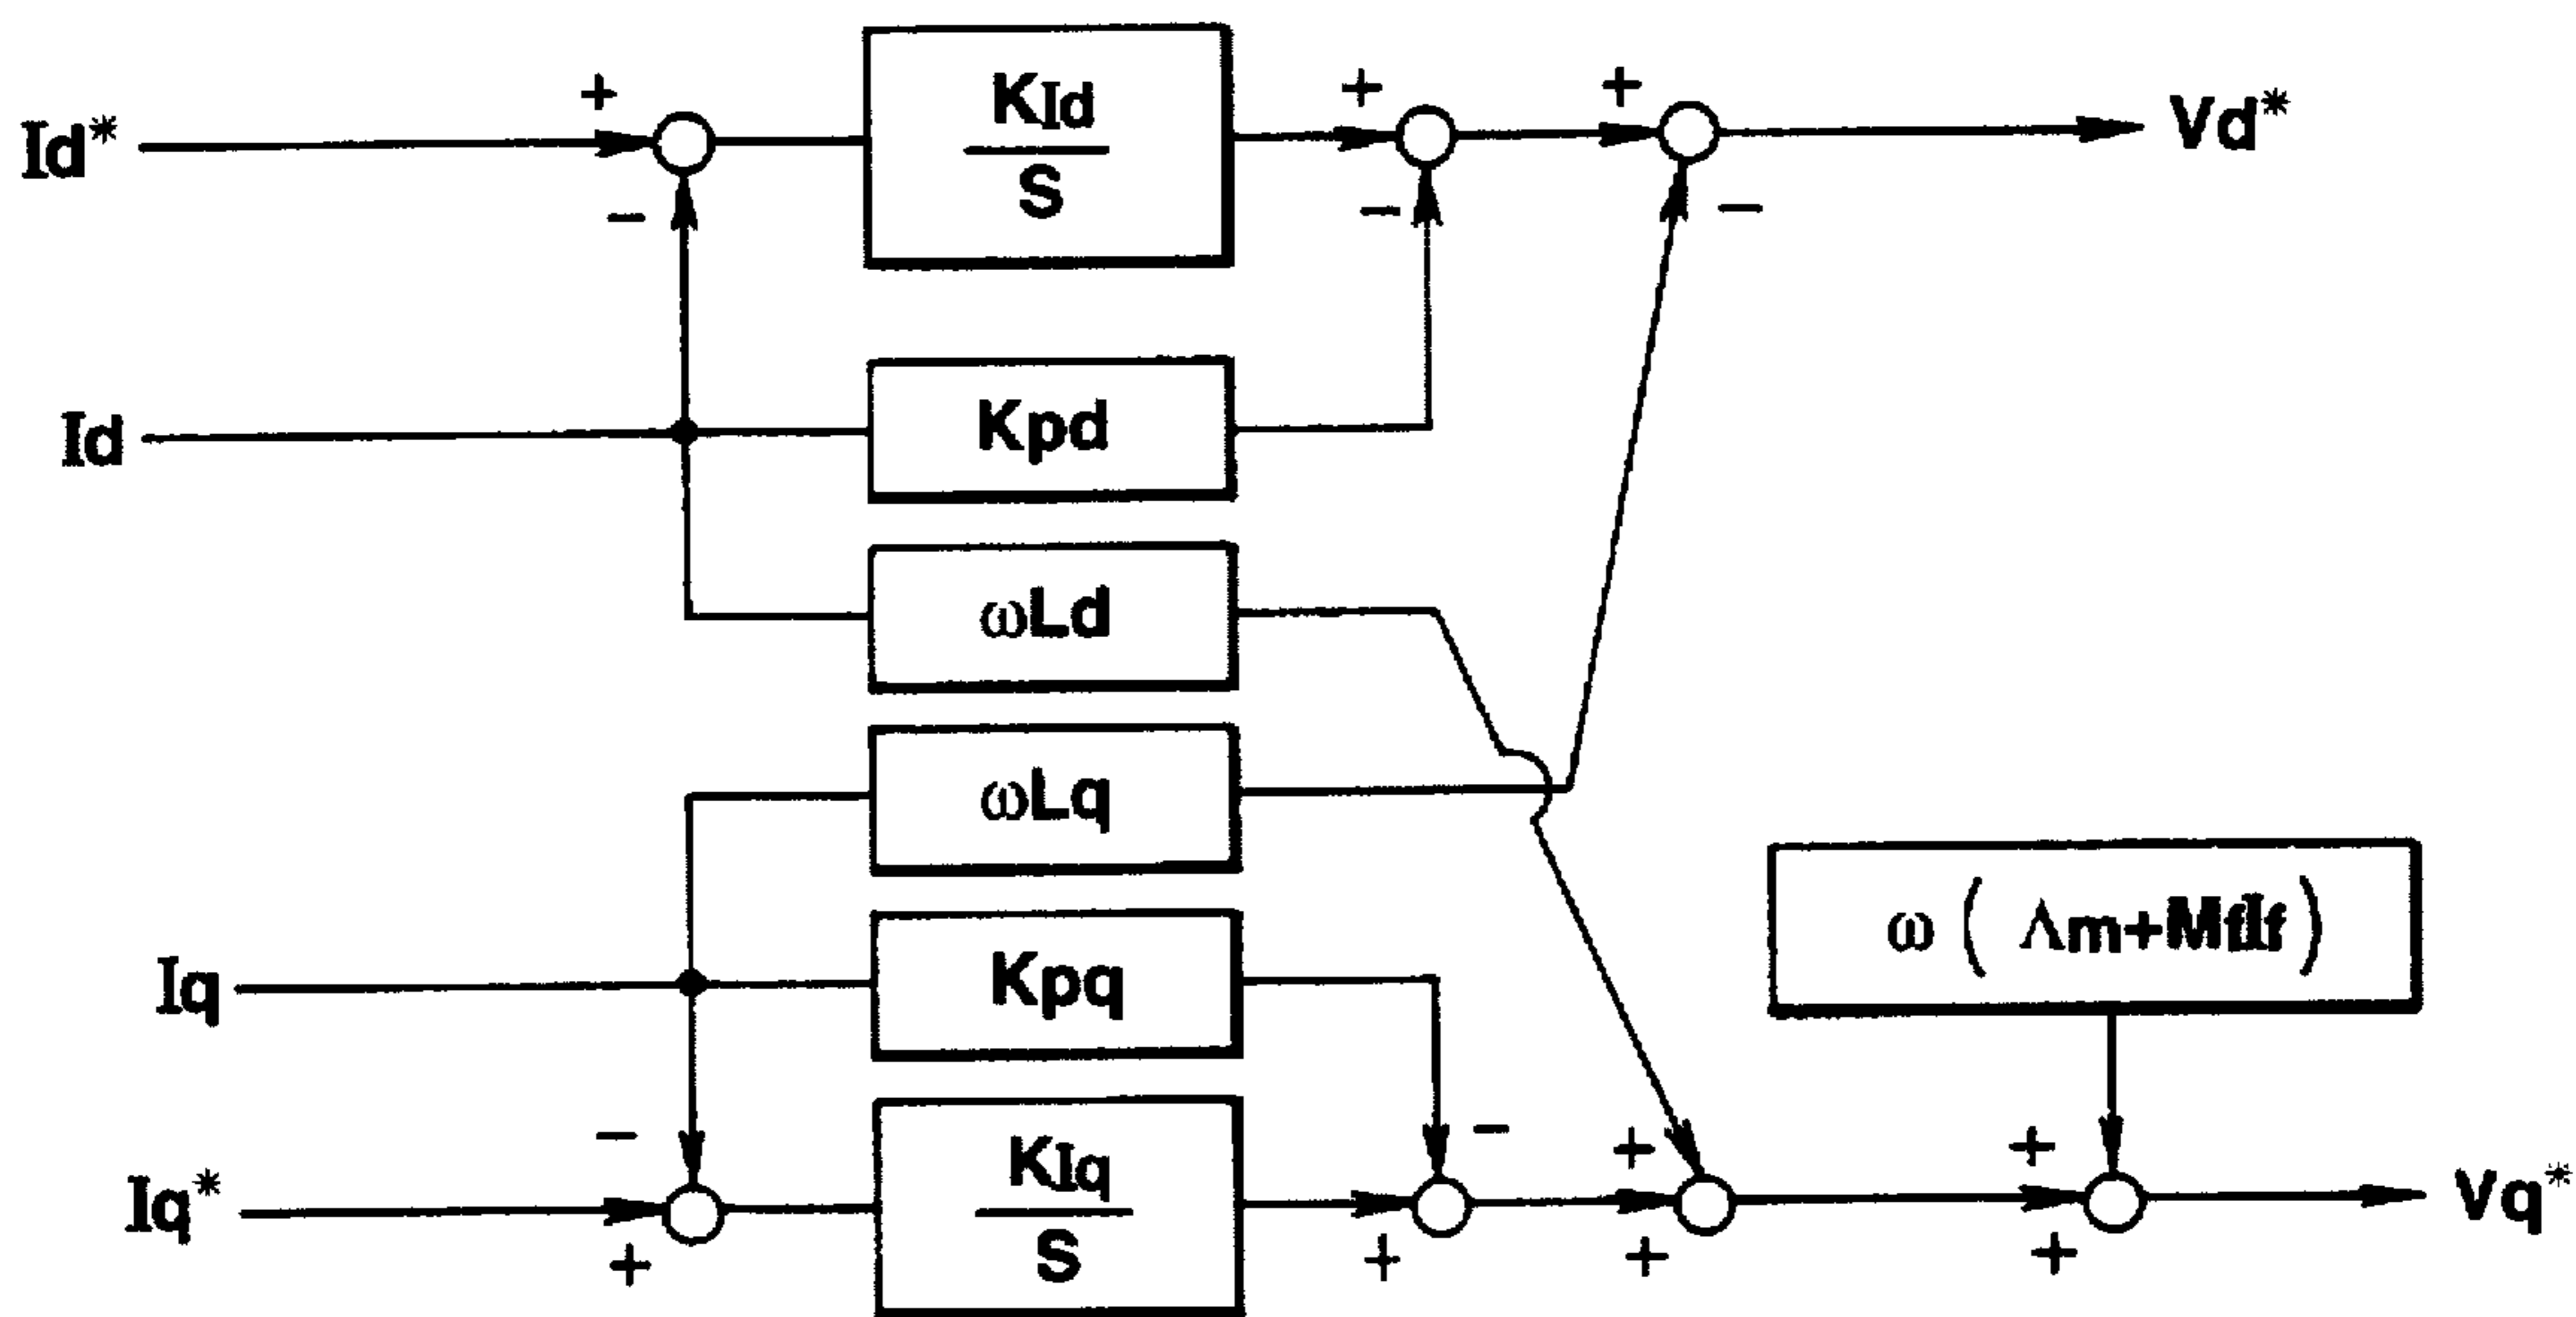 Id* + KId/S + + Vd*
− − −
Id Kpd
ωLd
ωLq
ω ( Λm+MfIf )
Iq Kpq
− − + +
Iq* KIq/S Vq*
+ + + +